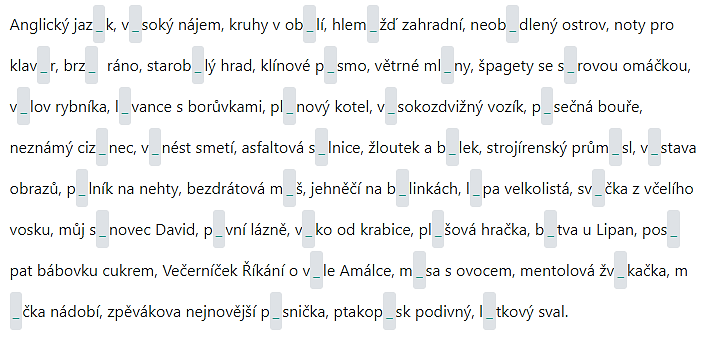 Anglický jaz_k, v_soký nájem, kruhy v ob_lí, hlem_žď zahradní, neob_dlený ostrov, noty pro
klav_r, brz_ ráno, starob_lý hrad, klínové p_smo, větrné ml_ny, špagety se s_rovou omáčkou,
v_lov rybníka, l_vance s borůvkami, pl_nový kotel, v_sokozdvižný vozík, p_sečná bouře,
neznámý ciz_nec, v_nést smetí, asfaltová s_lnice, žloutek a b_lek, strojírenský prům_sl, v_stava
obrazů, p_lník na nehty, bezdrátová m_š, jehněčí na b_linkách, l_pa velkolistá, sv_čka z včelího
vosku, můj s_novec David, p_vní lázně, v_ko od krabice, pl_šová hračka, b_tva u Lipan, pos_
pat bábovku cukrem, Večerníček Říkání o v_le Amálce, m_sa s ovocem, mentolová žv_kačka, m
_čka nádobí, zpěvákova nejnovější p_snička, ptakop_sk podivný, l_tkový sval.